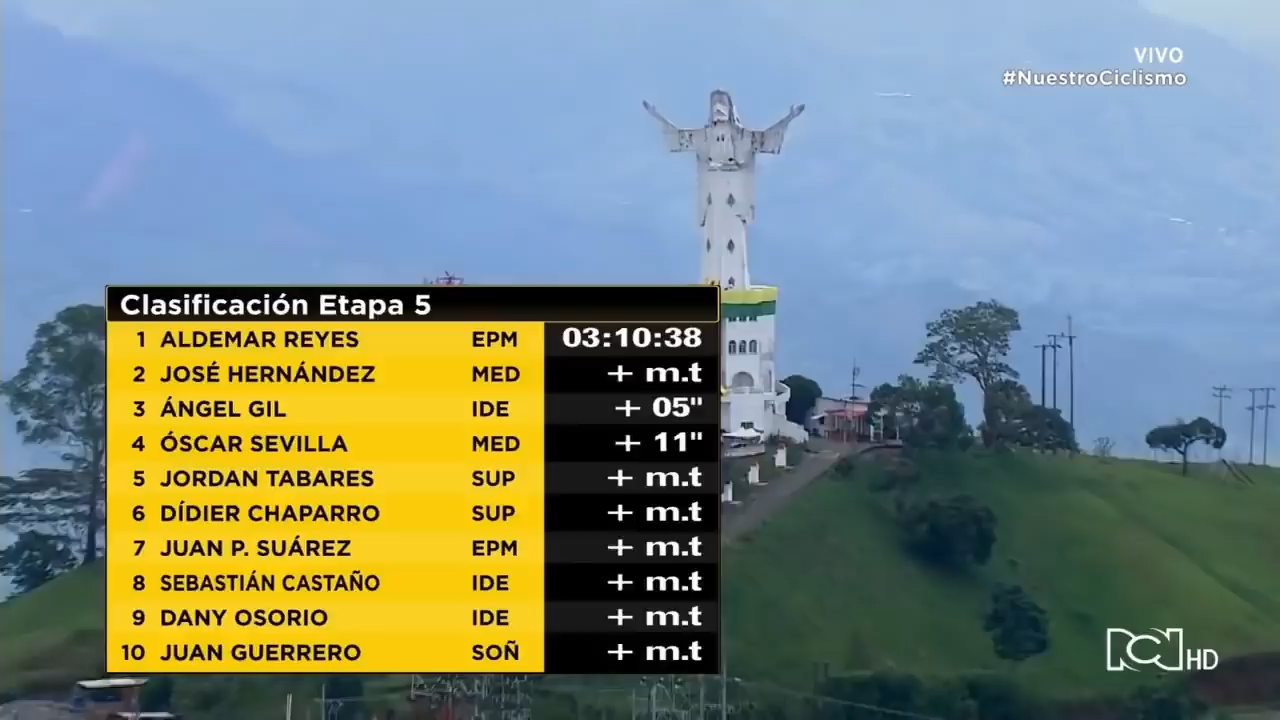 VIVO
#NuestroCiclismo
Clasificación Etapa 5
1 ALDEMAR REYES EPM 03:10:38
2 JOSÉ HERNÁNDEZ MED + m.t
3 ÁNGEL GIL IDE + 05"
4 ÓSCAR SEVILLA MED + 11"
5 JORDAN TABARES SUP + m.t
6 DÍDIER CHAPARRO SUP + m.t
7 JUAN P. SUÁREZ EPM + m.t
8 SEBASTIÁN CASTAÑO IDE + m.t
9 DANY OSORIO IDE + m.t
10 JUAN GUERRERO SOÑ + m.t
RCN HD